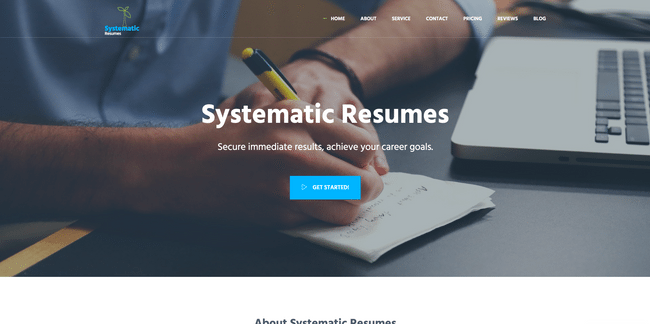 Systematic
Resumes
HOME ABOUT SERVICE CONTACT PRICING REVIEWS BLOG
Systematic Resumes
Secure immediate results, achieve your career goals.
GET STARTED!
About Systematic Resumes